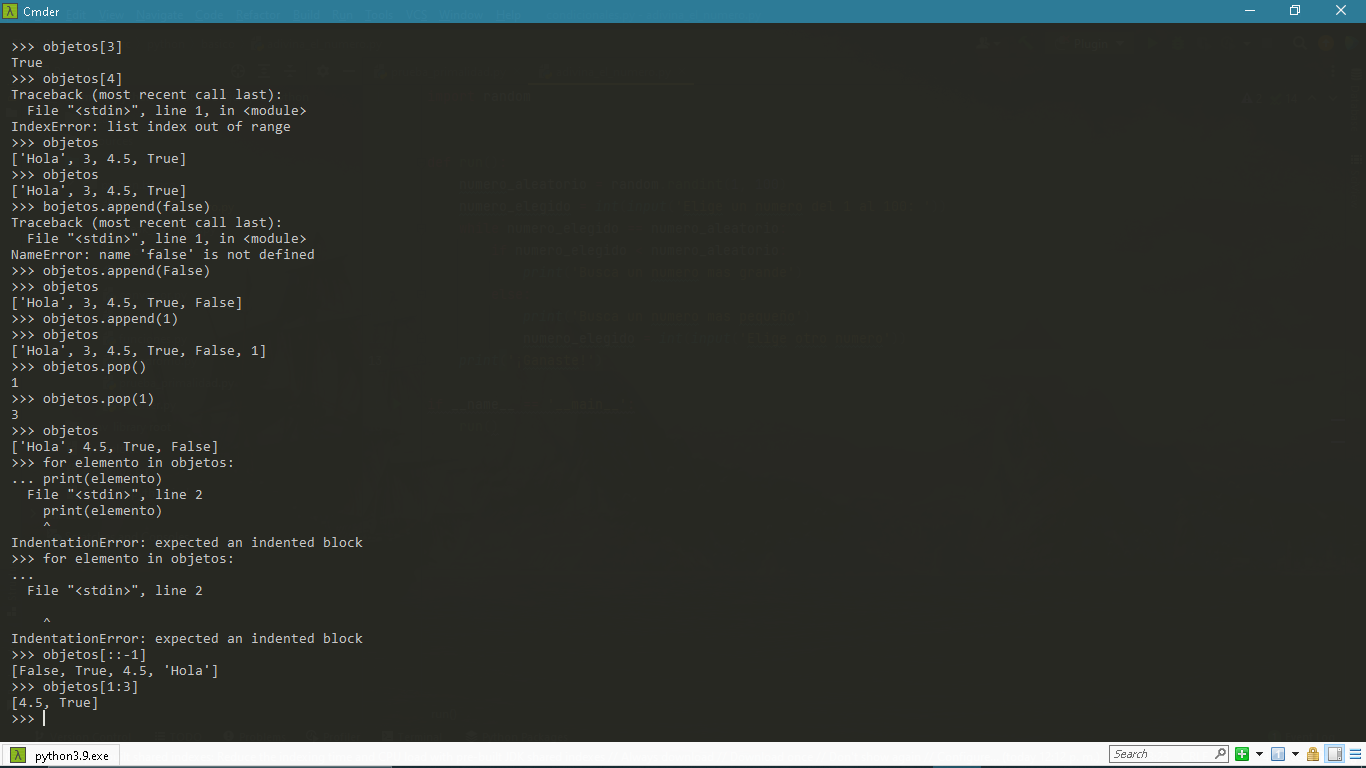 Cmder
>>> objetos[3]
True
>>> objetos[4]
Traceback (most recent call last):
  File "<stdin>", line 1, in <module>
IndexError: list index out of range
>>> objetos
['Hola', 3, 4.5, True]
>>> objetos
['Hola', 3, 4.5, True]
>>> bojetos.append(false)
Traceback (most recent call last):
  File "<stdin>", line 1, in <module>
NameError: name 'false' is not defined
>>> objetos.append(False)
>>> objetos
['Hola', 3, 4.5, True, False]
>>> objetos.append(1)
>>> objetos
['Hola', 3, 4.5, True, False, 1]
>>> objetos.pop()
1
>>> objetos.pop(1)
3
>>> objetos
['Hola', 4.5, True, False]
>>> for elemento in objetos:
... print(elemento)
  File "<stdin>", line 2
    print(elemento)
    ^
IndentationError: expected an indented block
>>> for elemento in objetos:
...
  File "<stdin>", line 2
    ^
IndentationError: expected an indented block
>>> objetos[::-1]
[False, True, 4.5, 'Hola']
>>> objetos[1:3]
[4.5, True]
>>>
python3.9.exe
Search